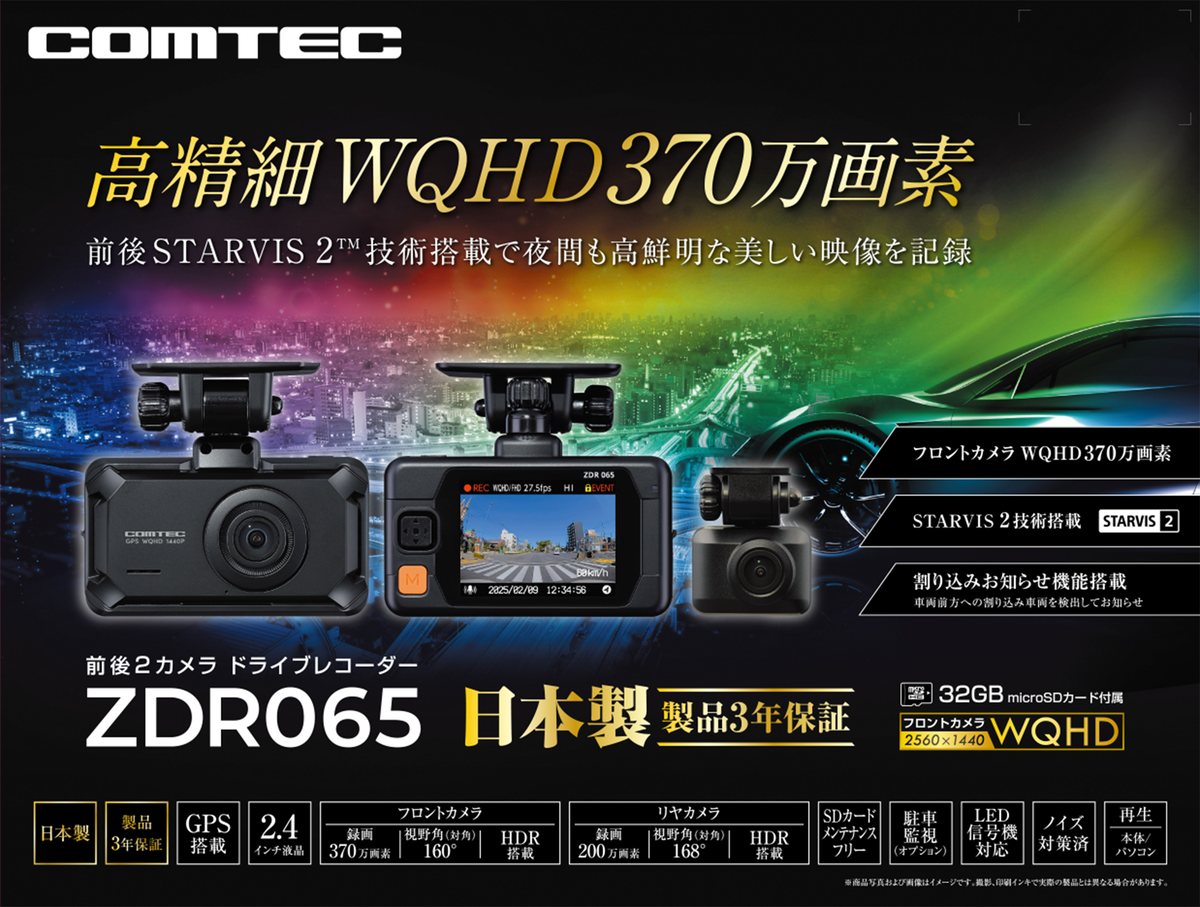 COMTEC
高精細 WQHD 370万画素
前後STARVIS 2™技術搭載で夜間も高鮮明な美しい映像を記録
COMTEC
GPS WQHD 1440P
ZDR 065
REC WQHD/FHD 27.5fps HI EVENT
60km/h
2025/02/09 12:34:56
M
フロントカメラ WQHD370万画素
STARVIS 2技術搭載 STARVIS 2
割り込みお知らせ機能搭載
車両前方への割り込み車両を検出してお知らせ
前後2カメラ ドライブレコーダー
ZDR065
日本製 製品3年保証
microSD 32GB microSDカード付属
フロントカメラ
2560×1440 WQHD
日本製
製品
3年保証
GPS
搭載
2.4
インチ液晶
フロントカメラ
録画
370万画素
視野角(対角)
160°
HDR
搭載
リヤカメラ
録画
200万画素
視野角(対角)
168°
HDR
搭載
SDカード
メンテナンス
フリー
駐車
監視
(オプション)
LED
信号機
対応
ノイズ
対策済
再生
本体/
パソコン
※商品写真および画像はイメージです。撮影、印刷インキで実際の製品とは異なる場合があります。